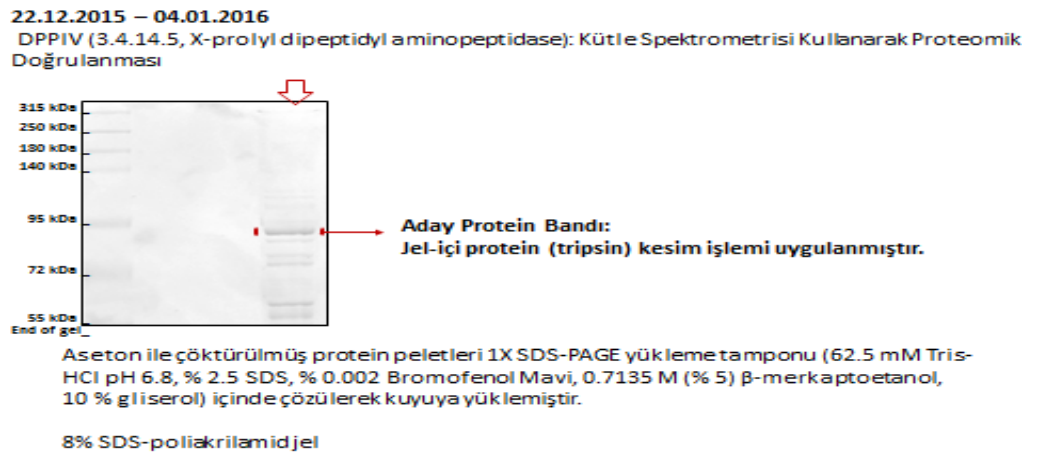 22.12.2015 – 04.01.2016
DPPIV (3.4.14.5, X-prolyl dipeptidyl aminopeptidase): Kütle Spektrometrisi Kullanarak Proteomik
Doğrulanması
315 kDa
250 kDa
180 kDa
140 kDa
95 kDa
72 kDa
55 kDa
End of gel_
Aday Protein Bandı:
Jel-içi protein (tripsin) kesim işlemi uygulanmıştır.
Aseton ile çöktürülmüş protein peletleri 1X SDS-PAGE yükleme tamponu (62.5 mM Tris-
HCl pH 6.8, % 2.5 SDS, % 0.002 Bromofenol Mavi, 0.7135 M (% 5) β-merkaptoetanol,
10 % gliserol) içinde çözülerek kuyuya yüklemiştir.
8% SDS-poliakrilamid jel